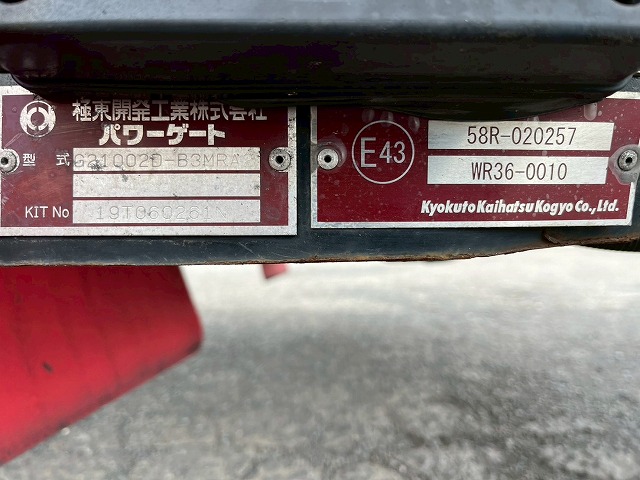 極東開発工業株式会社
パワーゲート
型 式 G21002D-B3MRA2
KIT No 19T060261
E43
58R-020257
WR36-0010
Kyokuto Kaihatsu Kogyo Co., Ltd.